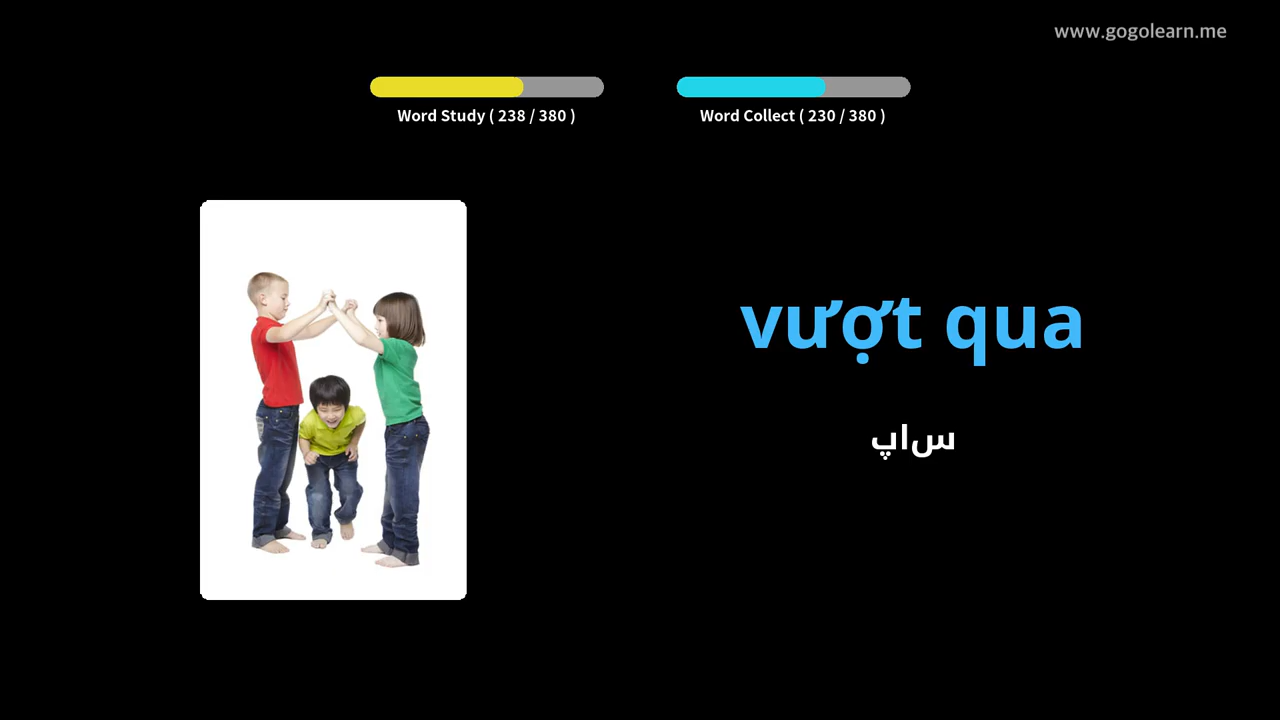 www.gogolearn.me
Word Study ( 238 / 380 )
Word Collect ( 230 / 380 )
vượt qua
ساپ